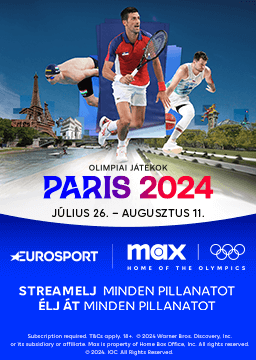 OLIMPIAI JÁTÉKOK
PARIS 2024
JÚLIUS 26. – AUGUSZTUS 11.
EUROSPORT
max
HOME OF THE OLYMPICS
STREAMELJ MINDEN PILLANATOT
ÉLJ ÁT MINDEN PILLANATOT
Subscription required. T&Cs apply. 18+. © 2024 Warner Bros. Discovery, Inc.
or its subsidiary or affiliate. Max is property of Home Box Office, Inc. All rights reserved.
© 2024. IOC. All Rights Reserved.